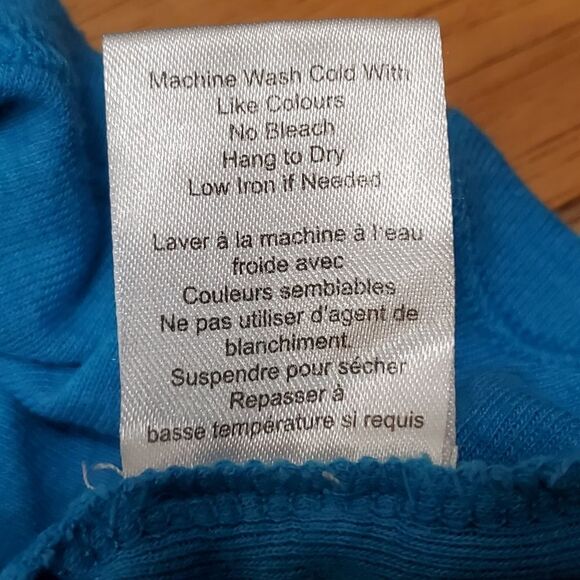 Machine Wash Cold With
Like Colours
No Bleach
Hang to Dry
Low Iron if Needed
Laver à la machine à l'eau
froide avec
Couleurs semblables
Ne pas utiliser d'agent de
blanchiment.
Suspendre pour sécher
Repasser à
basse température si requis